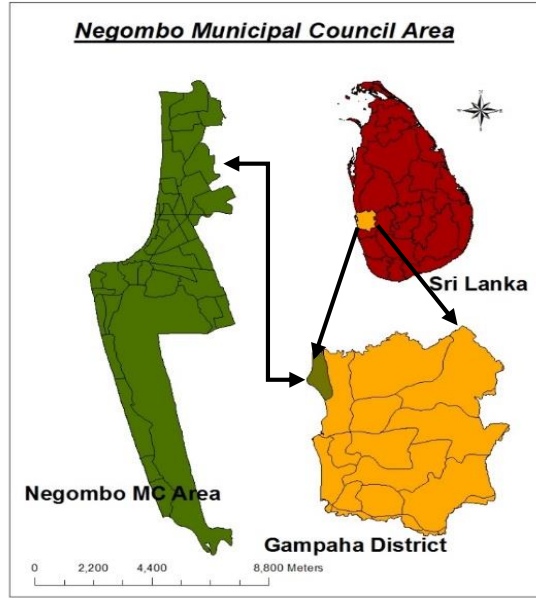 Negombo Municipal Council Area
Sri Lanka
Negombo MC Area
Gampaha District
0 2,200 4,400 8,800 Meters